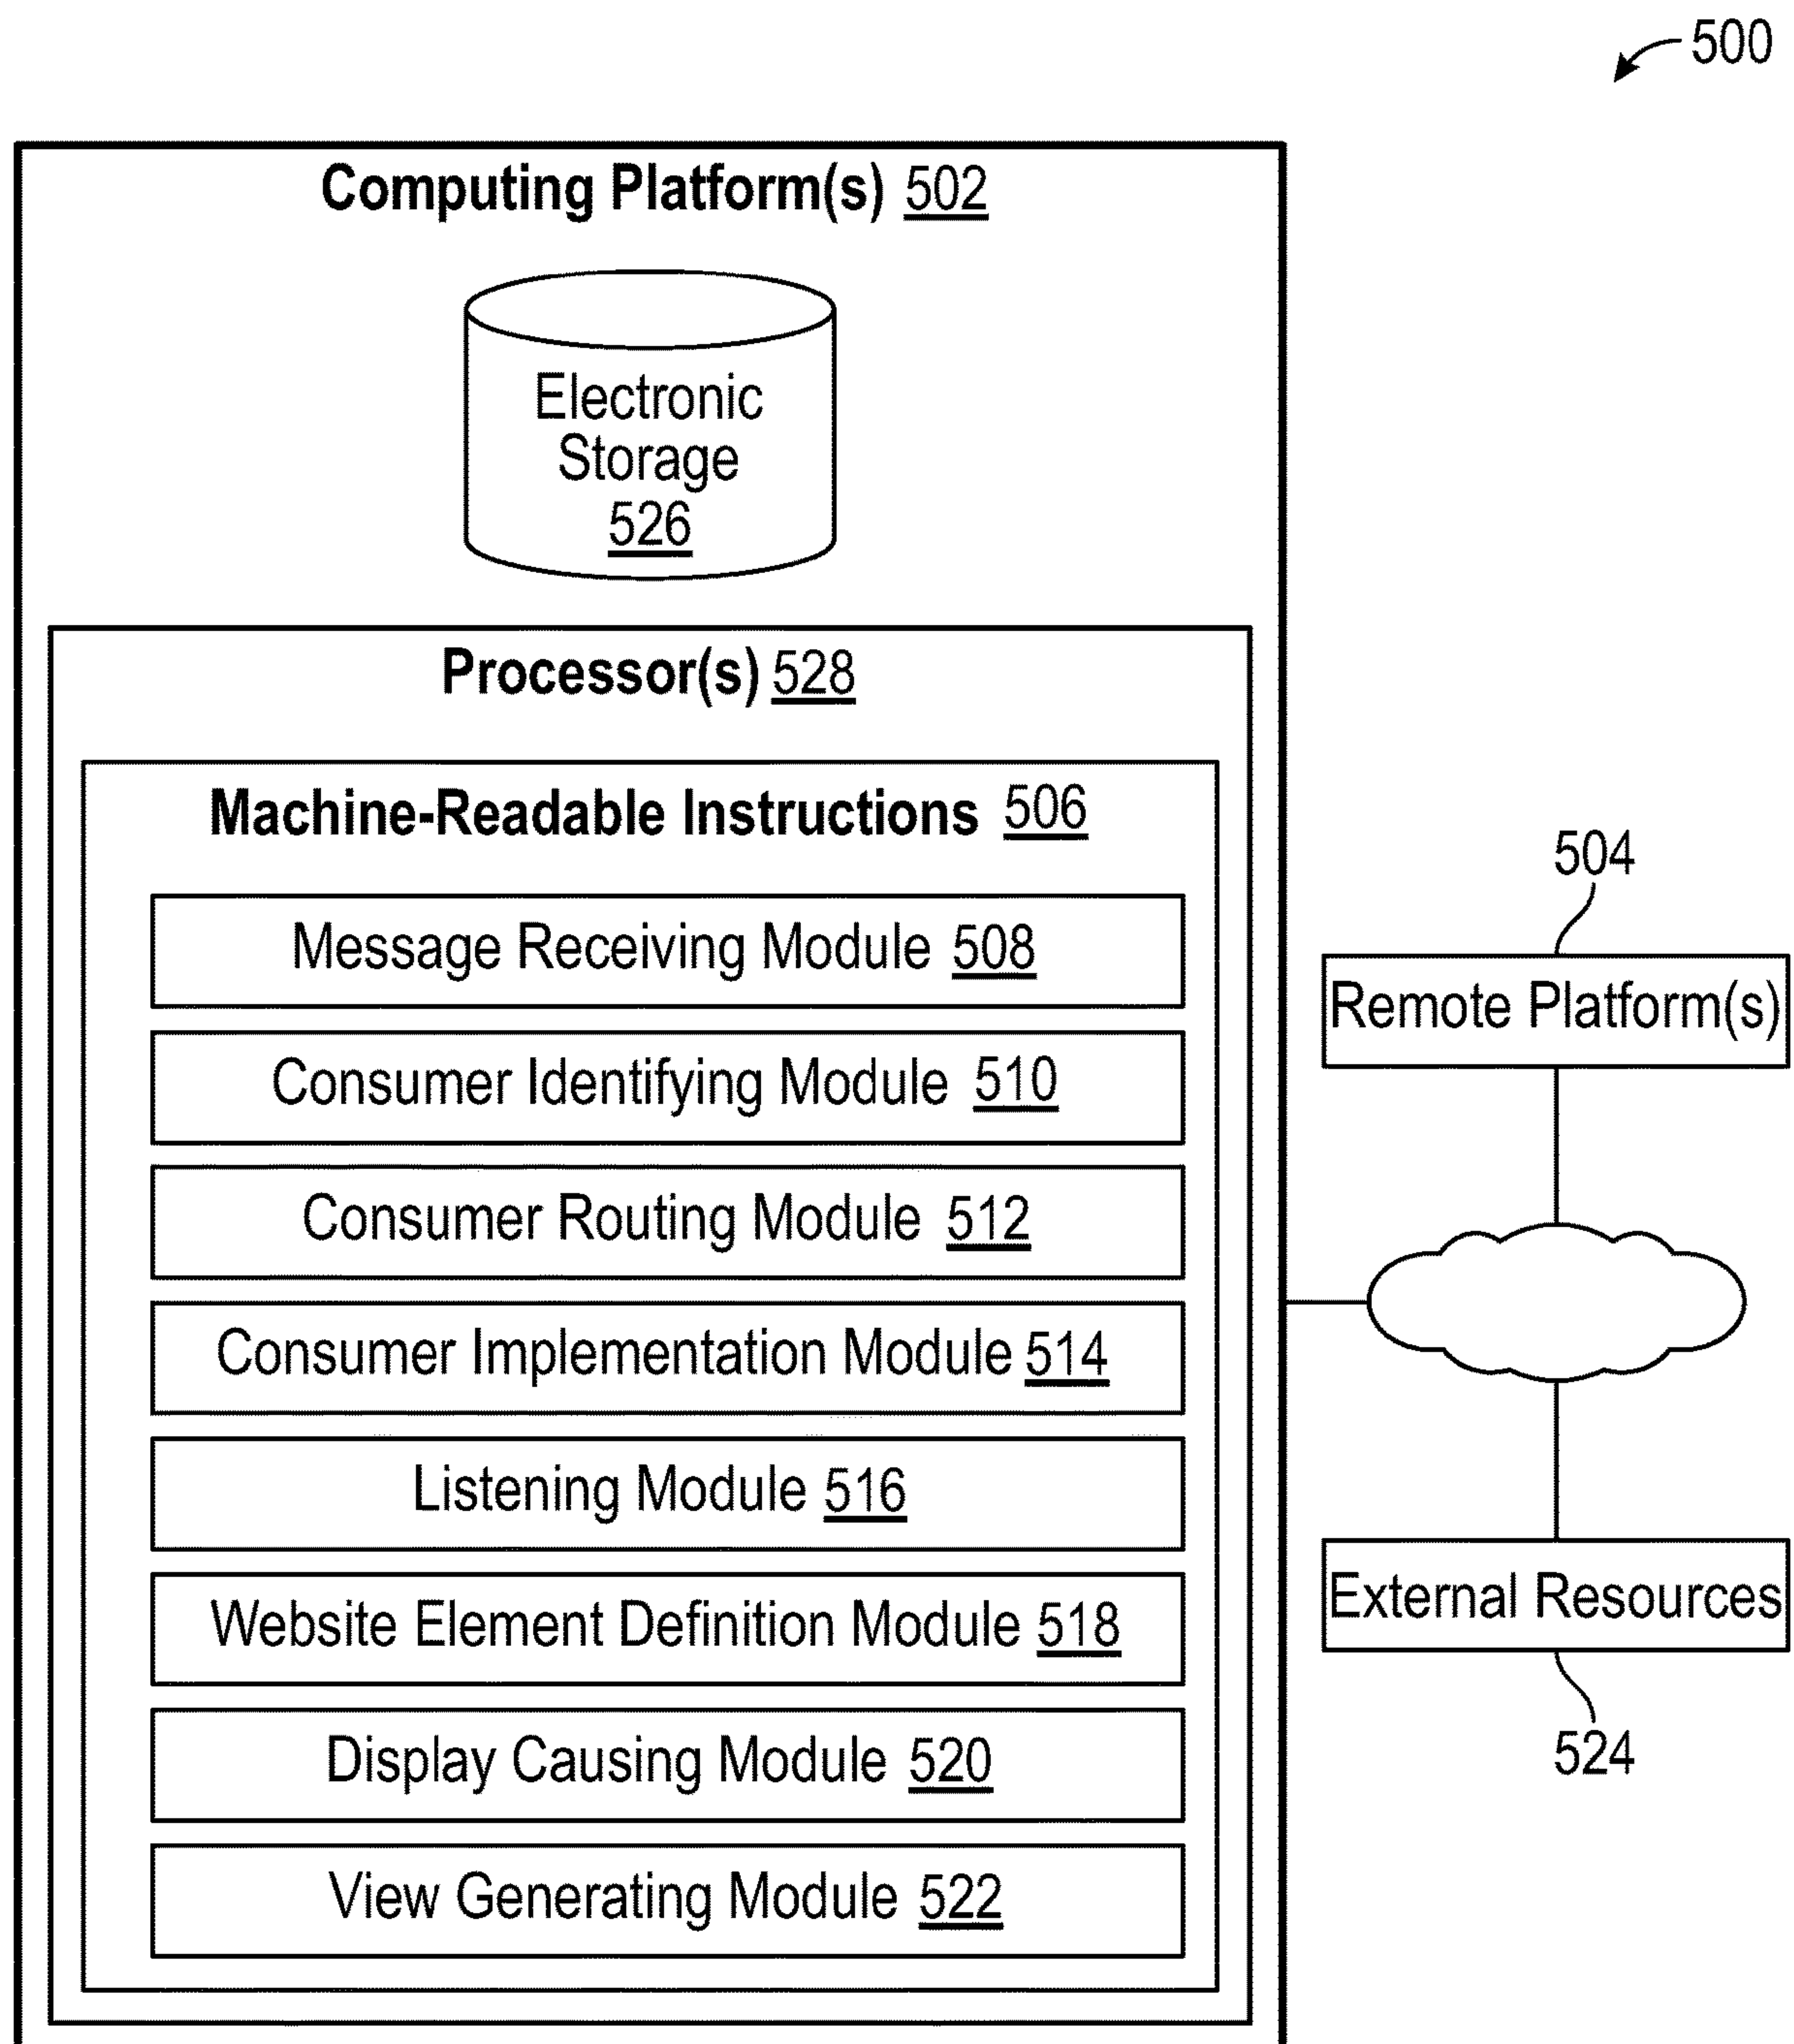 500
Computing Platform(s) 502
Electronic
Storage
526
Processor(s) 528
Machine-Readable Instructions 506
Message Receiving Module 508
Consumer Identifying Module 510
Consumer Routing Module 512
Consumer Implementation Module 514
Listening Module 516
Website Element Definition Module 518
Display Causing Module 520
View Generating Module 522
504
Remote Platform(s)
External Resources
524